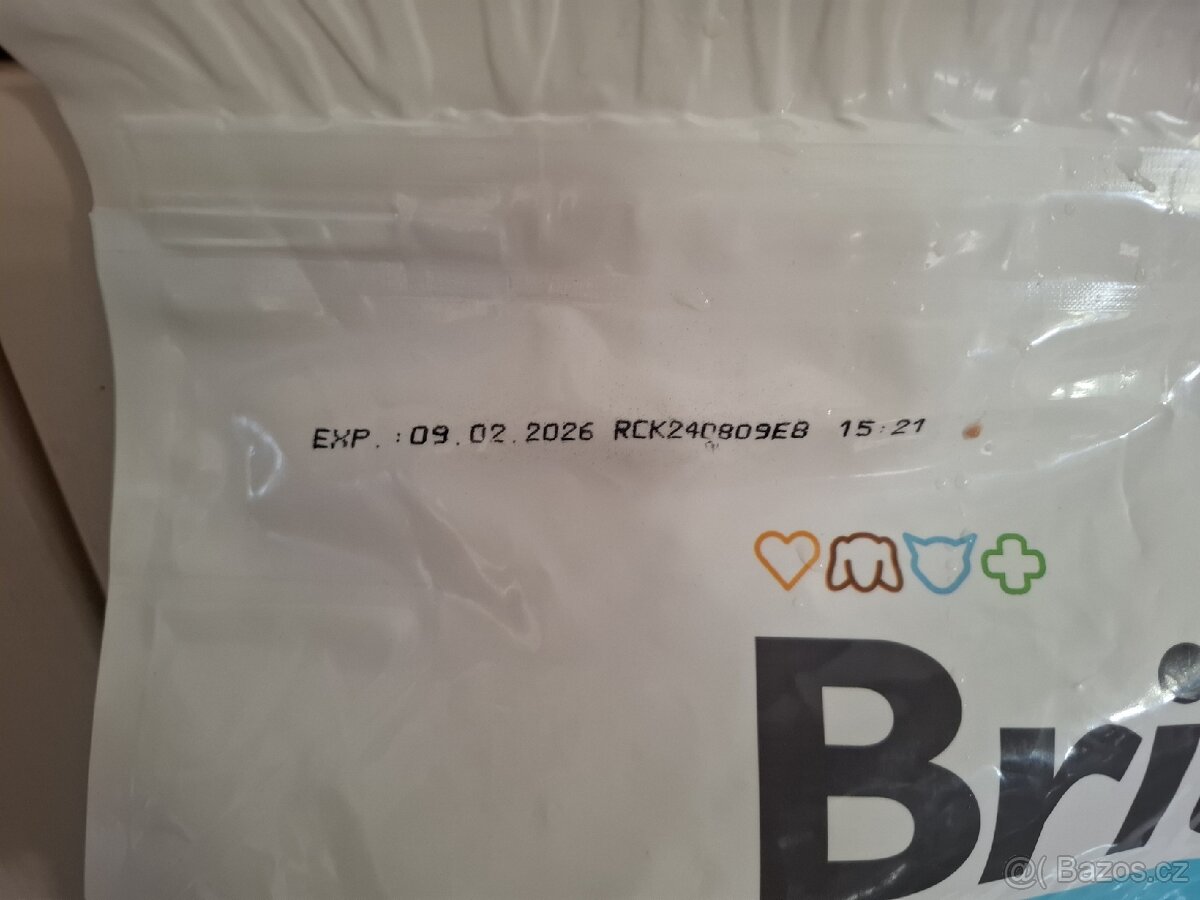 EXP. :09.02.2026 RCK240809E8 15:21
Bri
@( Bazos.cz